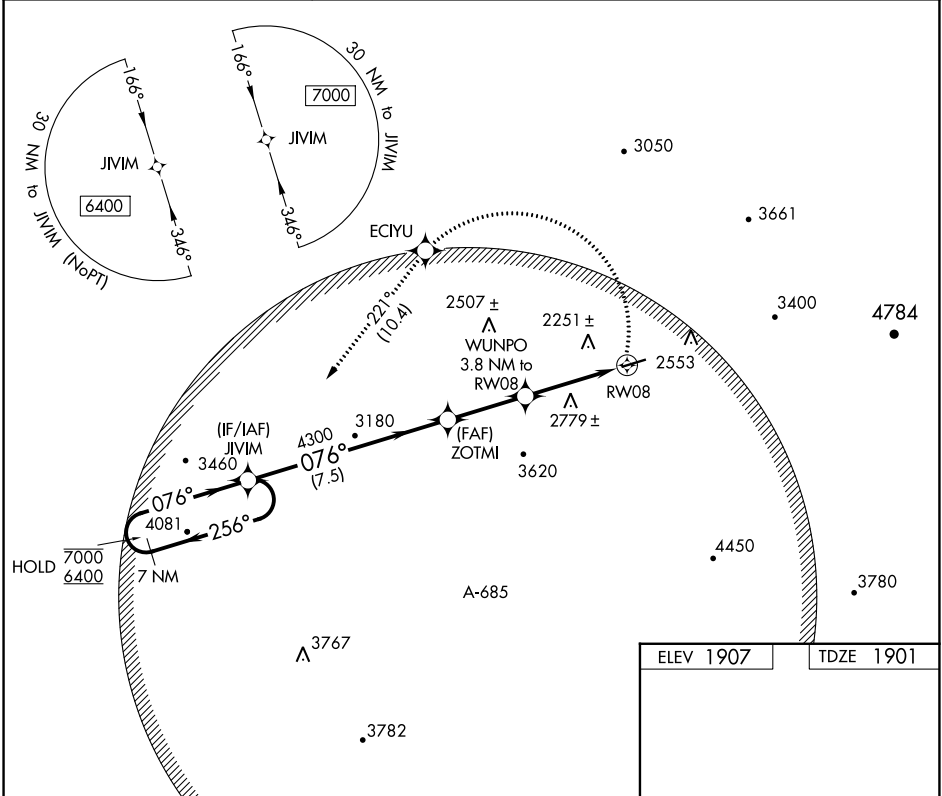 166°
JIVIM
6400
346°
30 NM to JIVIM (NoPT)
166°
30 NM to JIVIM
7000
JIVIM
346°
3050
3661
ECIYU
221°
(10.4)
2507 ±
2251 ±
3400
4784
WUNPO
3.8 NM to
RW08
2553
RW08
2779 ±
(IF/IAF)
JIVIM
4300
3180
076°
(7.5)
(FAF)
ZOTMI
3620
3460
076°
4081
256°
HOLD
7000
6400
7 NM
4450
3780
A-685
3767
3782
ELEV 1907
TDZE 1901